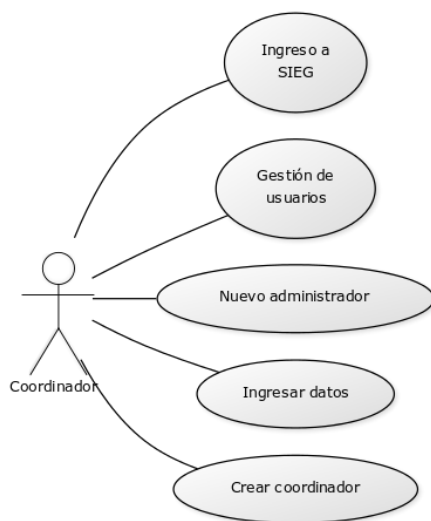 Ingreso a
SIEG
Gestión de
usuarios
Nuevo administrador
Coordinador
Ingresar datos
Crear coordinador